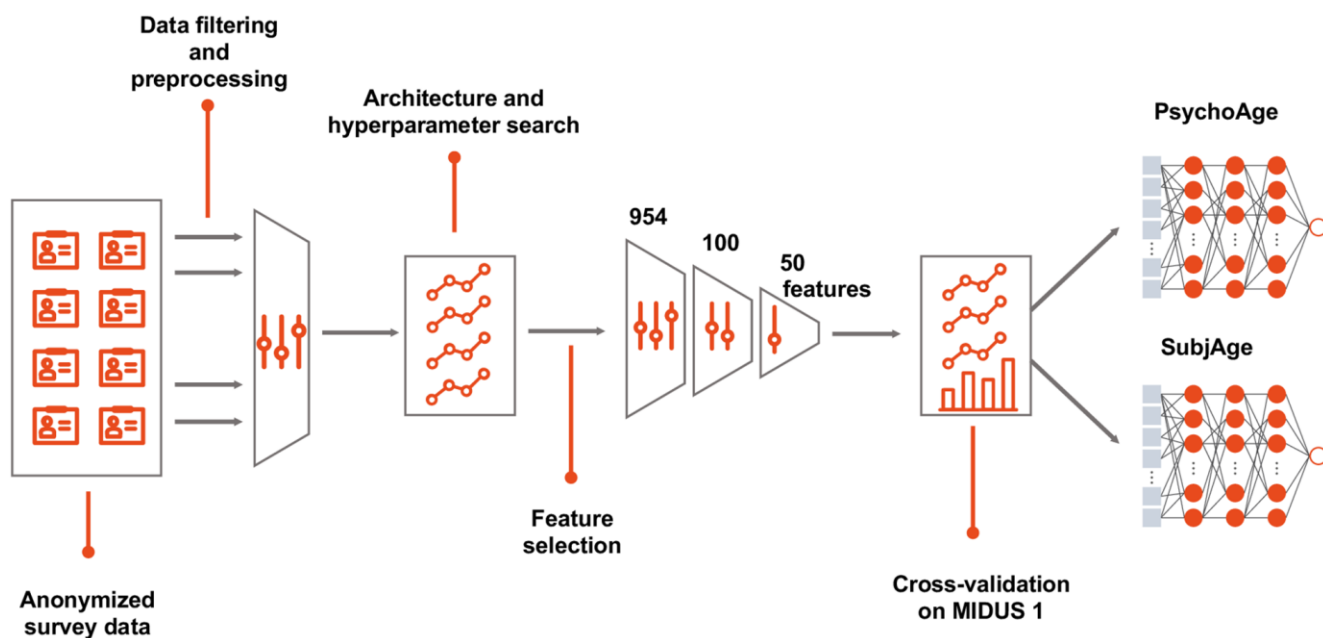 Data filtering
and
preprocessing
Architecture and
hyperparameter search
PsychoAge
954
100
50
features
SubjAge
Feature
selection
Cross-validation
on MIDUS 1
Anonymized
survey data